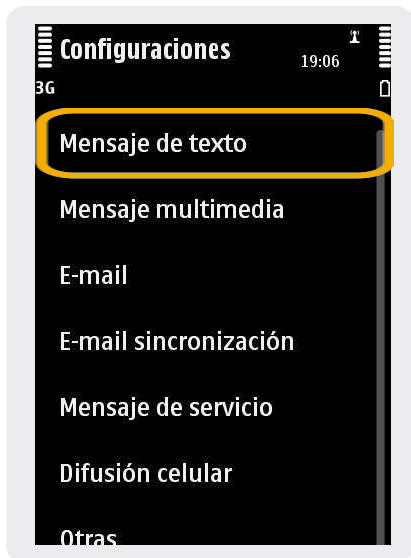 Configuraciones
19:06
3G
Mensaje de texto
Mensaje multimedia
E-mail
E-mail sincronización
Mensaje de servicio
Difusión celular
Otras